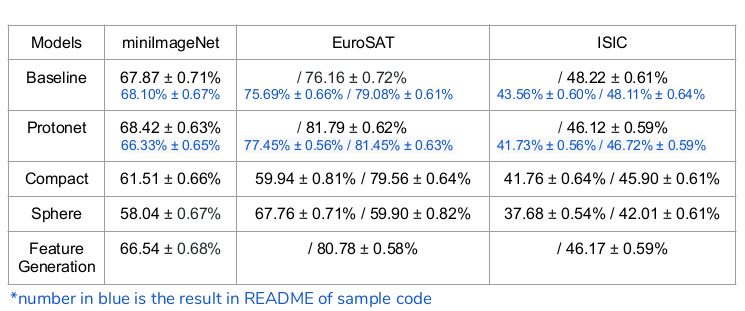 Models miniImageNet EuroSAT ISIC
Baseline 67.87 ± 0.71% / 76.16 ± 0.72% / 48.22 ± 0.61%
68.10% ± 0.67% 75.69% ± 0.66% / 79.08% ± 0.61% 43.56% ± 0.60% / 48.11% ± 0.64%
Protonet 68.42 ± 0.63% / 81.79 ± 0.62% / 46.12 ± 0.59%
66.33% ± 0.65% 77.45% ± 0.56% / 81.45% ± 0.63% 41.73% ± 0.56% / 46.72% ± 0.59%
Compact 61.51 ± 0.66% 59.94 ± 0.81% / 79.56 ± 0.64% 41.76 ± 0.64% / 45.90 ± 0.61%
Sphere 58.04 ± 0.67% 67.76 ± 0.71% / 59.90 ± 0.82% 37.68 ± 0.54% / 42.01 ± 0.61%
Feature 66.54 ± 0.68% / 80.78 ± 0.58% / 46.17 ± 0.59%
Generation
*number in blue is the result in README of sample code